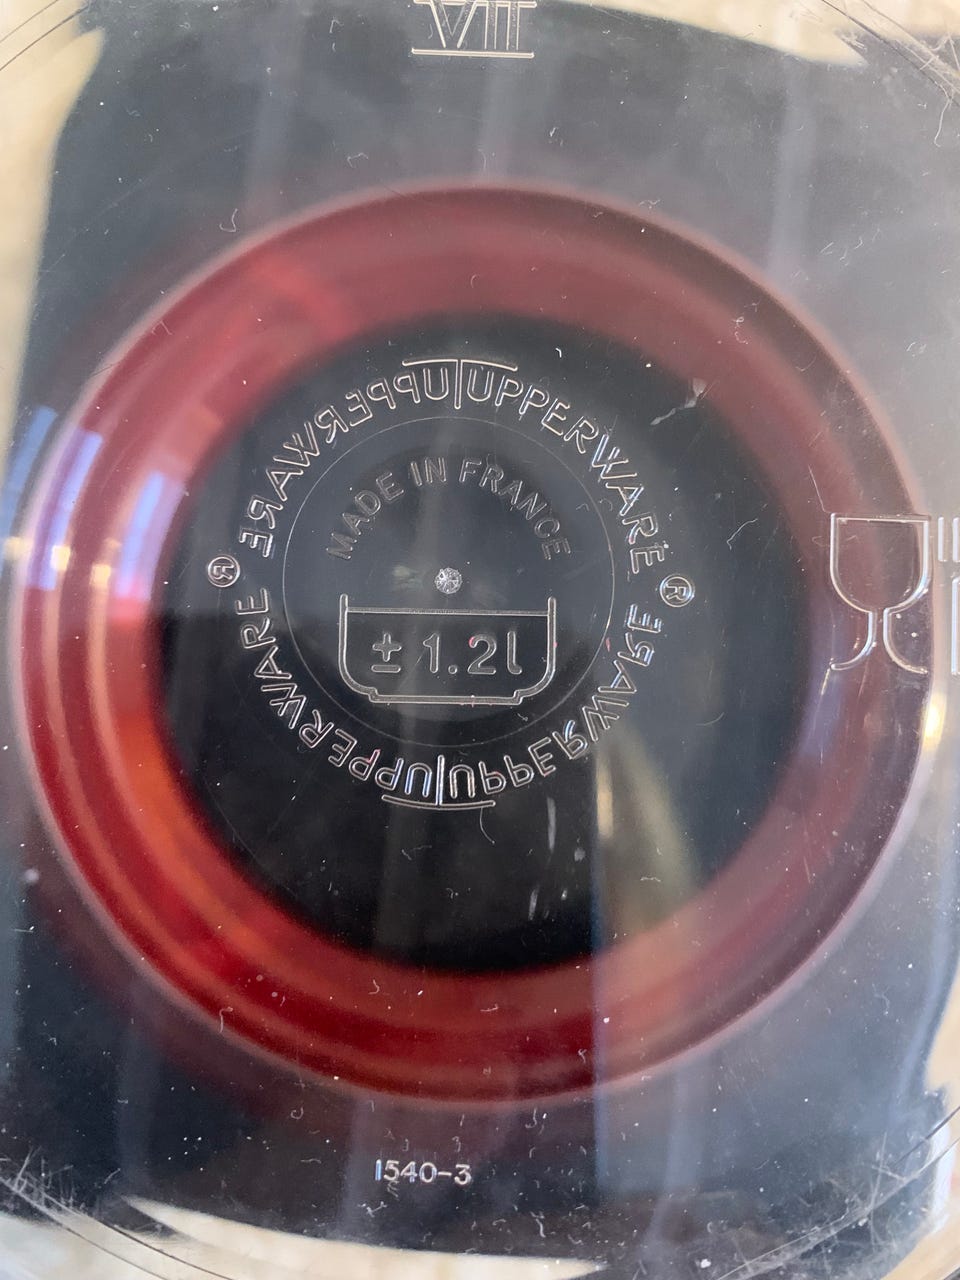 VII
TUPPERWARE
TUPPERWARE ®
TUPPERWARE
TUPPERWARE ®
MADE IN FRANCE
± 1.2l
1540-3